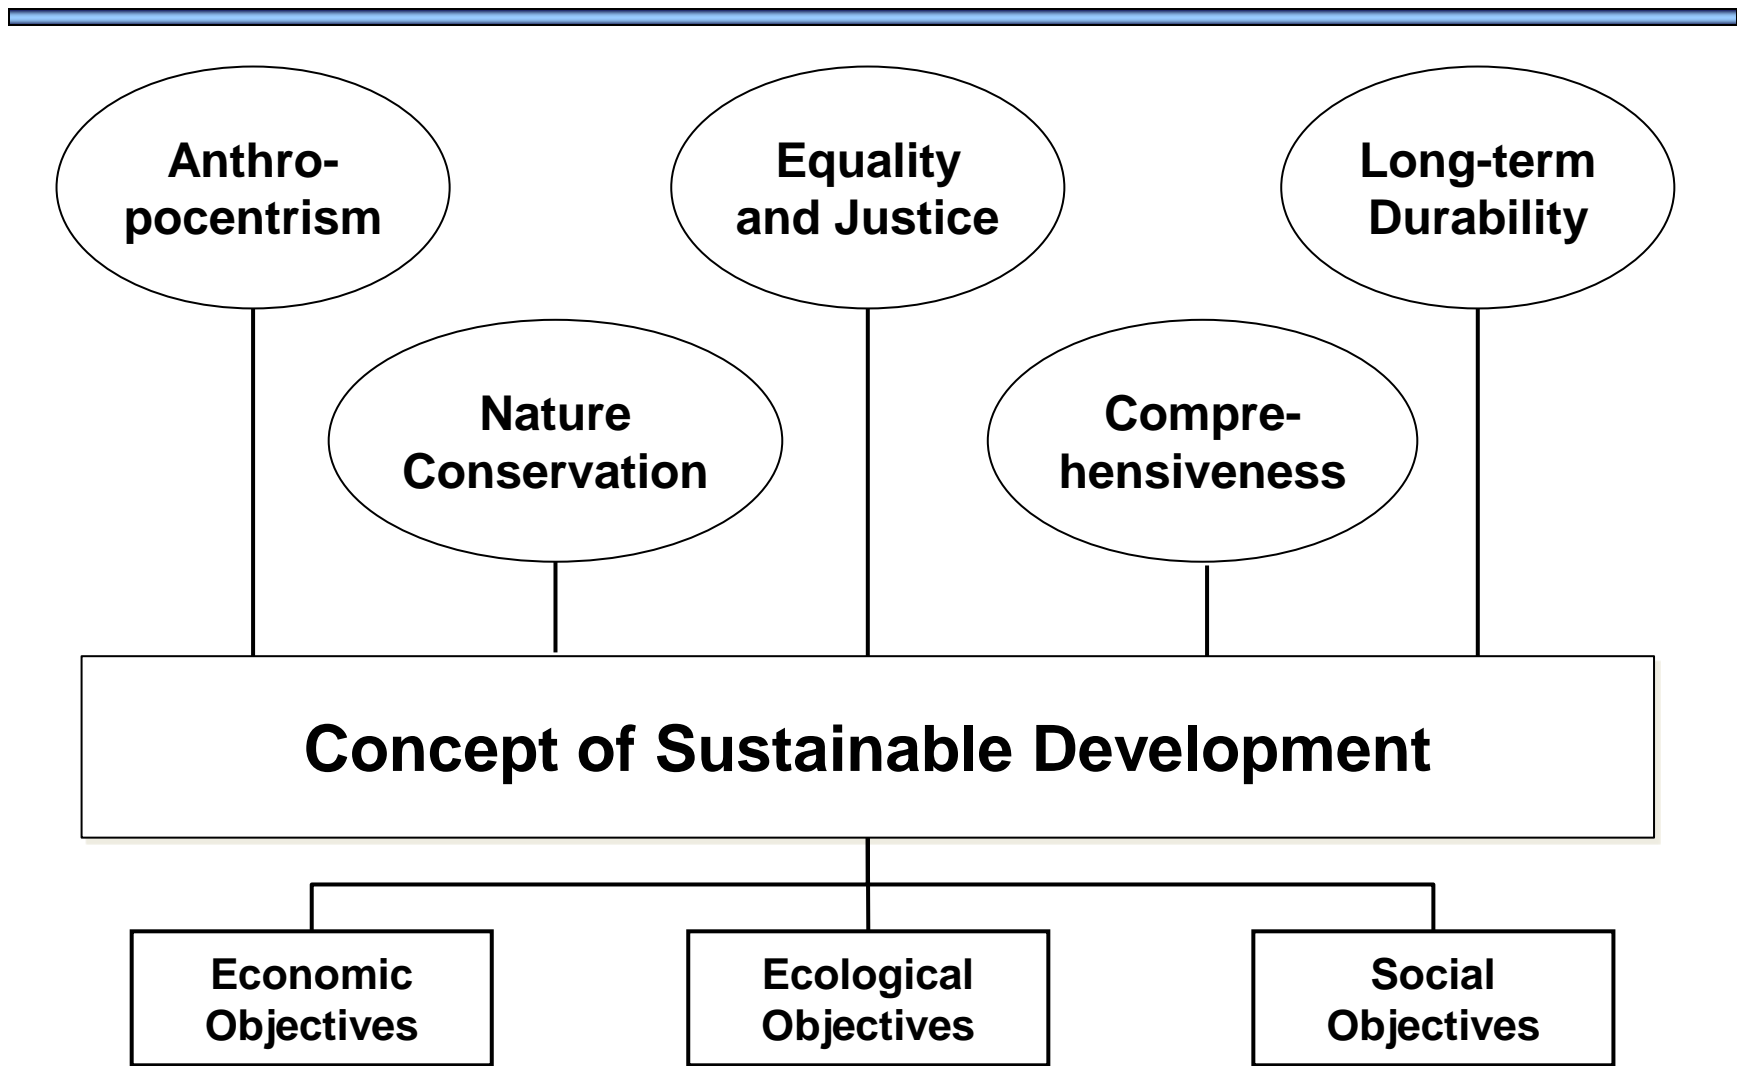 Anthro-
pocentrism
Equality
and Justice
Long-term
Durability
Nature
Conservation
Compre-
hensiveness
Concept of Sustainable Development
Economic
Objectives
Ecological
Objectives
Social
Objectives